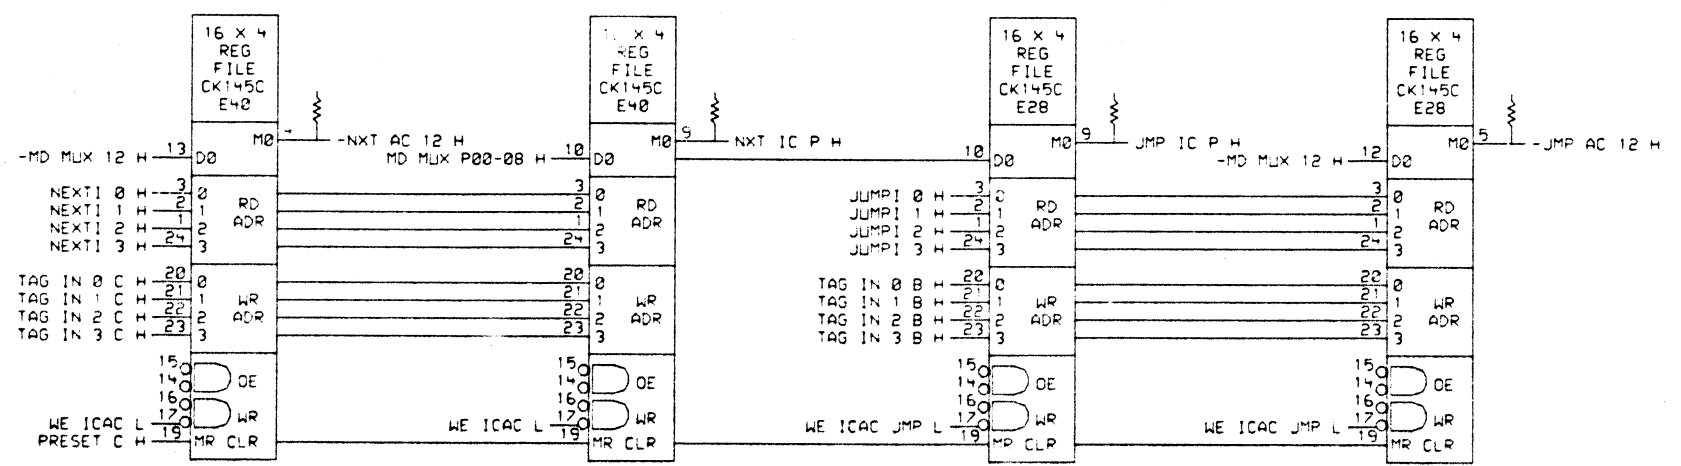 16 X 4
REG
FILE
CK145C
E40
M0
-NXT AC 12 H
-MD MUX 12 H 13 D0
NEXTI 0 H 3 0
NEXTI 1 H 2 1
NEXTI 2 H 1 2
NEXTI 3 H 24 3
RD
ADR
TAG IN 0 C H 20 0
TAG IN 1 C H 21 1
TAG IN 2 C H 22 2
TAG IN 3 C H 23 3
WR
ADR
15
14 OE
16
WE ICAC L 17 WR
PRESET C H 19 MR CLR
X 4
REG
FILE
CK145C
E40
M0 9 NXT IC P H
MD MUX P00-08 H 10 D0
3 0
2 1
1 2
24 3
RD
ADR
20 0
21 1
22 2
23 3
WR
ADR
15
14 OE
16
WE ICAC L 17 WR
19 MR CLR
16 X 4
REG
FILE
CK145C
E28
M0 9 JMP IC P H
10 D0
JUMPI 0 H 3 0
JUMPI 1 H 2 1
JUMPI 2 H 1 2
JUMPI 3 H 24 3
RD
ADR
TAG IN 0 B H 20 0
TAG IN 1 B H 21 1
TAG IN 2 B H 22 2
TAG IN 3 B H 23 3
WR
ADR
15
14 OE
16
WE ICAC JMP L 17 WR
19 MR CLR
16 X 4
REG
FILE
CK145C
E28
M0 5 -JMP AC 12 H
-MD MUX 12 H 12 D0
3 0
2 1
1 2
24 3
RD
ADR
20 0
21 1
22 2
23 3
WR
ADR
15
14 OE
16
WE ICAC JMP L 17 WR
19 MR CLR